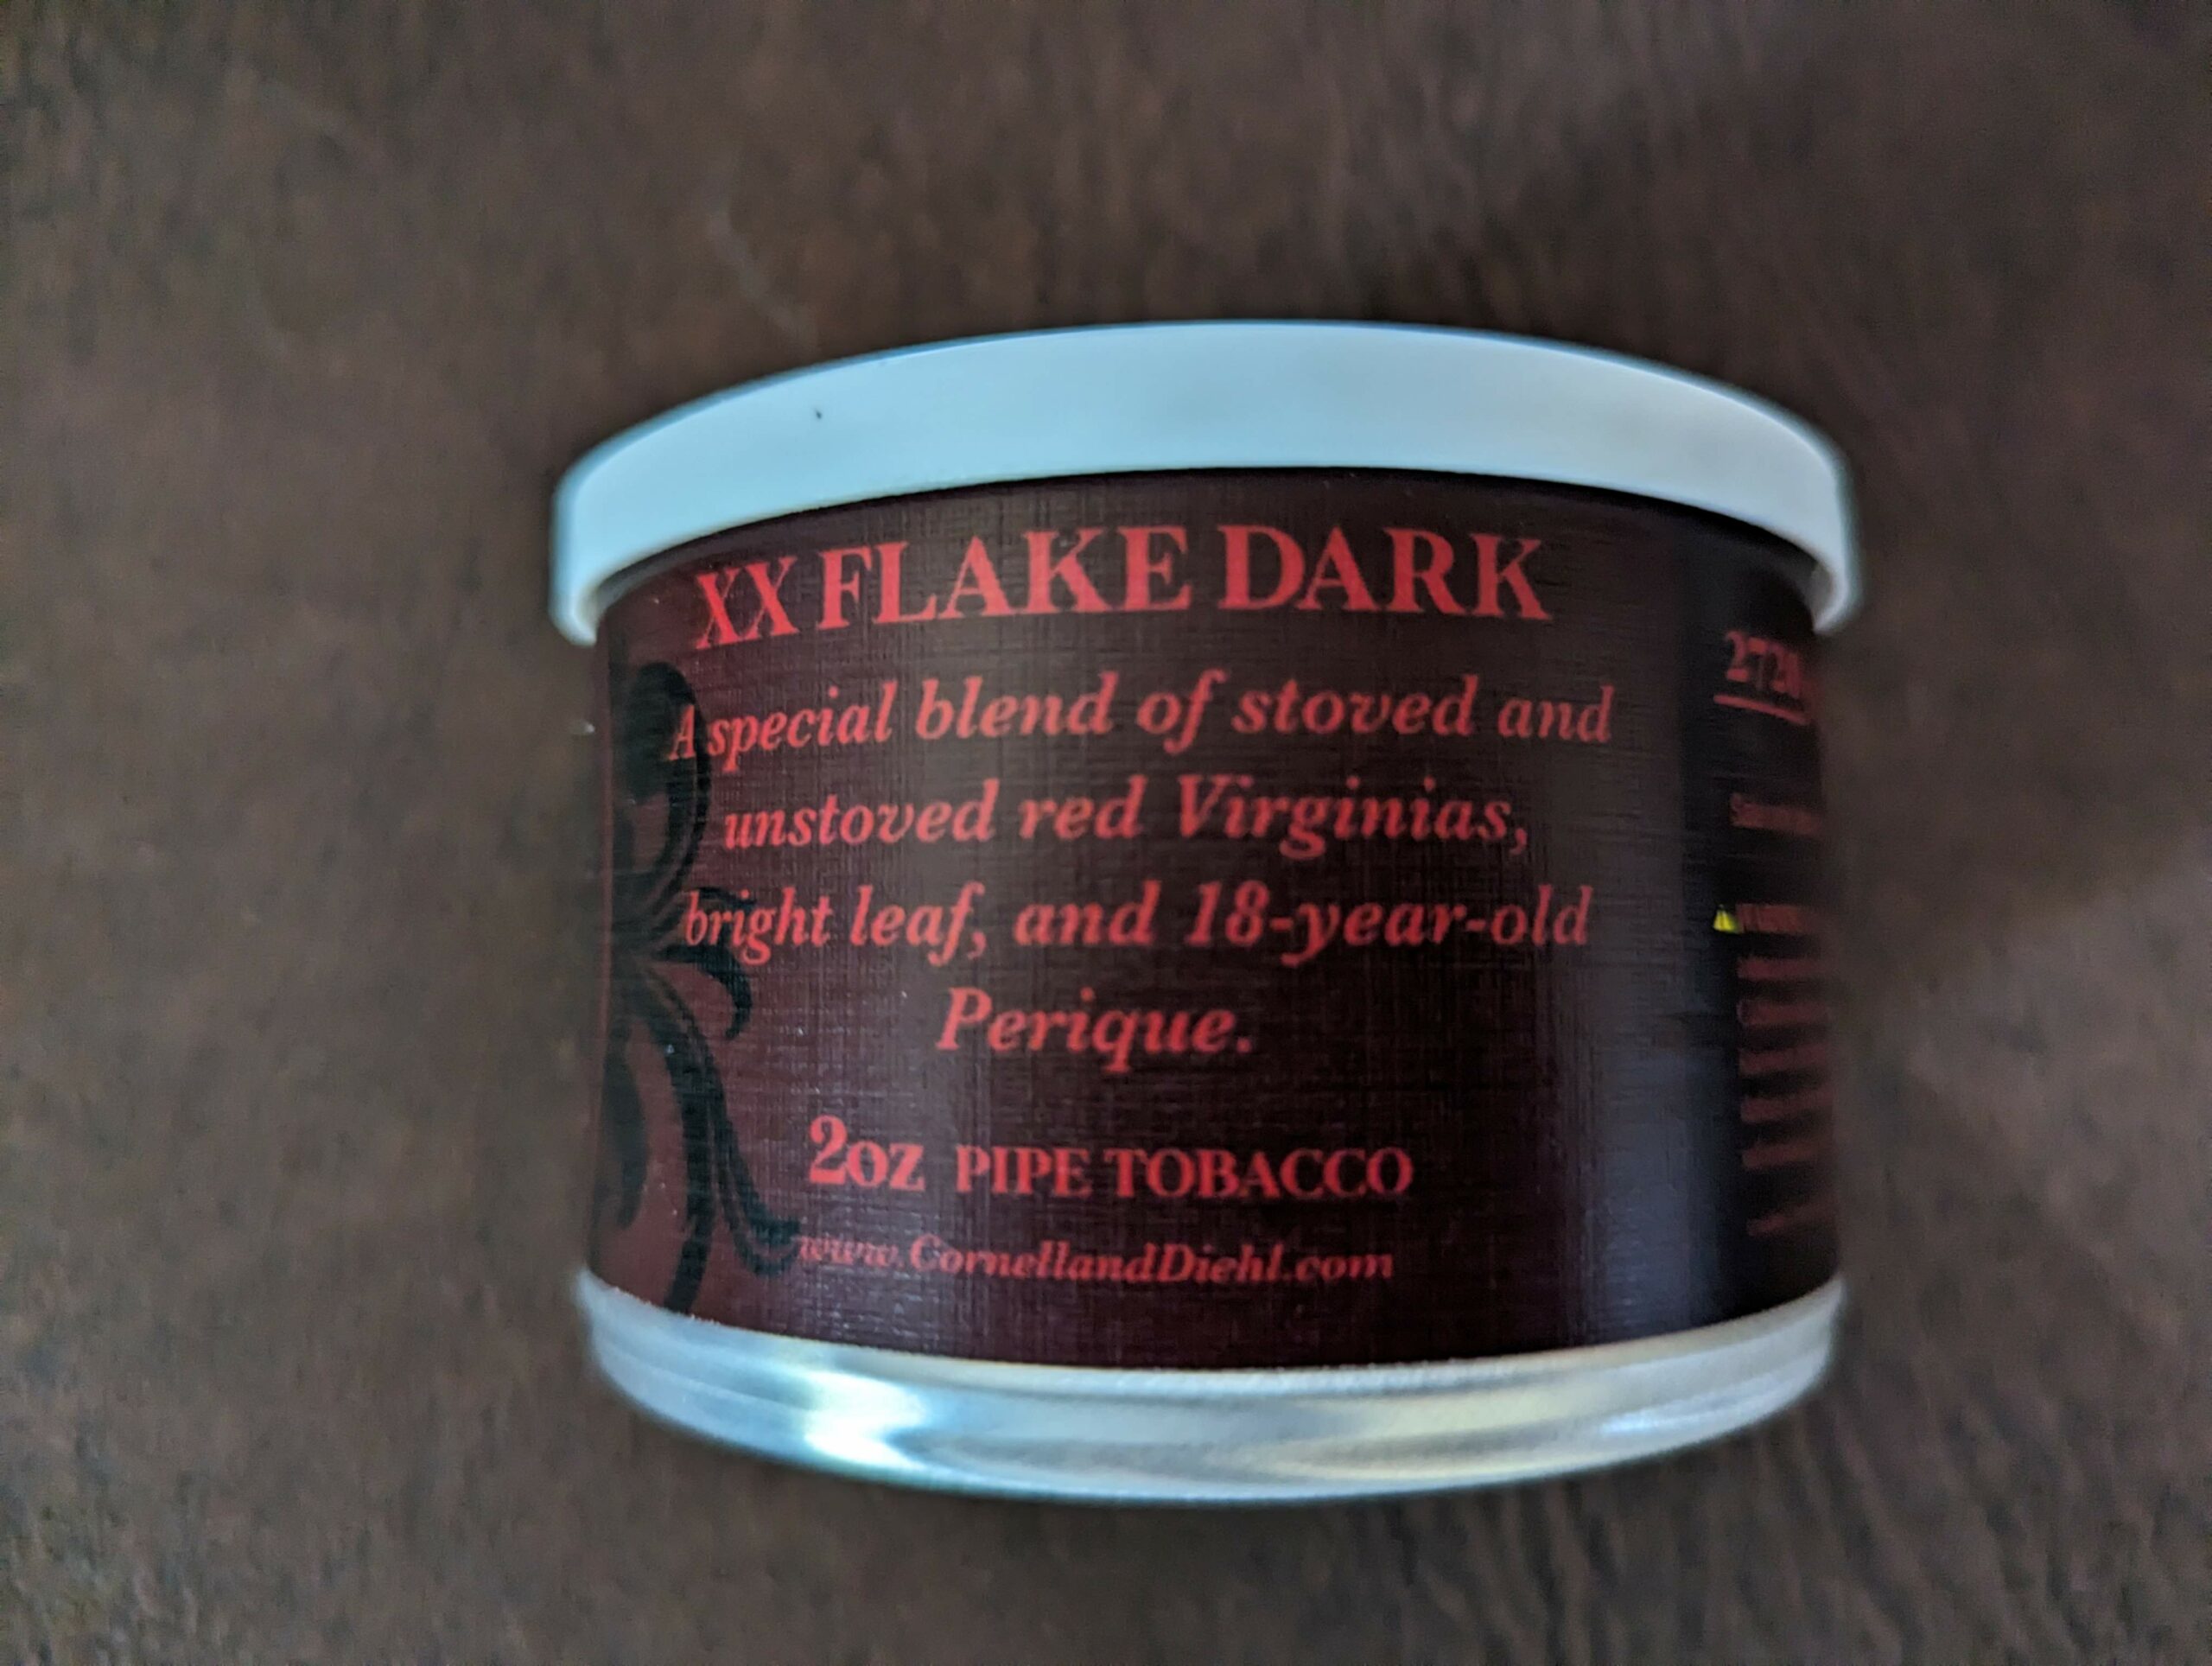 XX FLAKE DARK
A special blend of stoved and
unstoved red Virginias,
bright leaf, and 18-year-old
Perique.
2OZ PIPE TOBACCO
www.CornellandDiehl.com